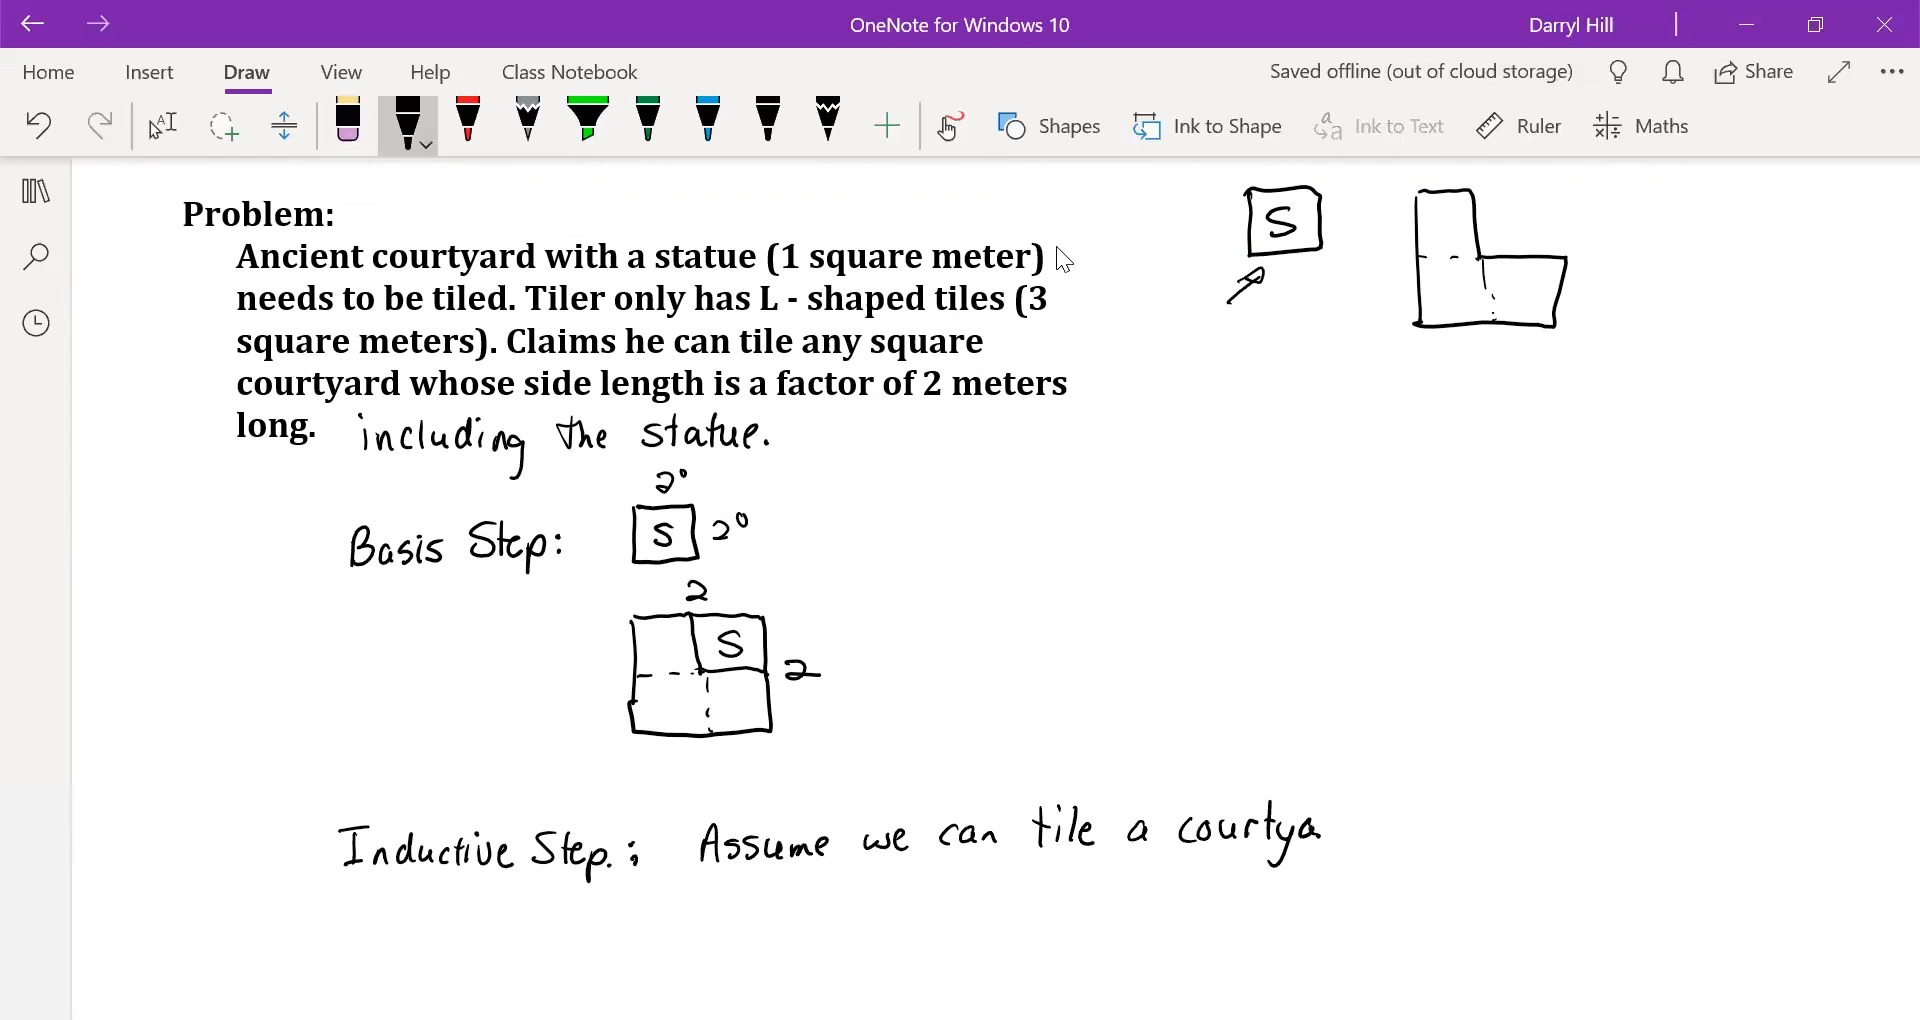 OneNote for Windows 10
Darryl Hill
Home Insert Draw View Help Class Notebook
Saved offline (out of cloud storage)
Share
Shapes
Ink to Shape
Ink to Text
Ruler
Maths
Problem:
Ancient courtyard with a statue (1 square meter)
needs to be tiled. Tiler only has L - shaped tiles (3
square meters). Claims he can tile any square
courtyard whose side length is a factor of 2 meters
long. including the statue.
S
2⁰
Basis Step: S 2⁰
2
S
2
Inductive Step.: Assume we can tile a courtya